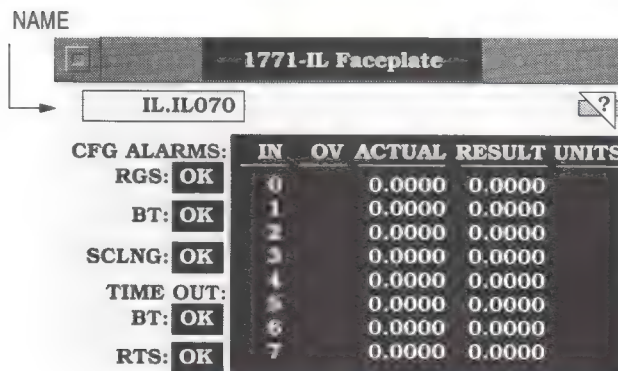 NAME
1771-IL Faceplate
IL.IL070
?
CFG ALARMS:
RGS: OK
BT: OK
SCLNG: OK
TIME OUT:
BT: OK
RTS: OK
IN OV ACTUAL RESULT UNITS
0 0.0000 0.0000
1 0.0000 0.0000
2 0.0000 0.0000
3 0.0000 0.0000
4 0.0000 0.0000
5 0.0000 0.0000
6 0.0000 0.0000
7 0.0000 0.0000